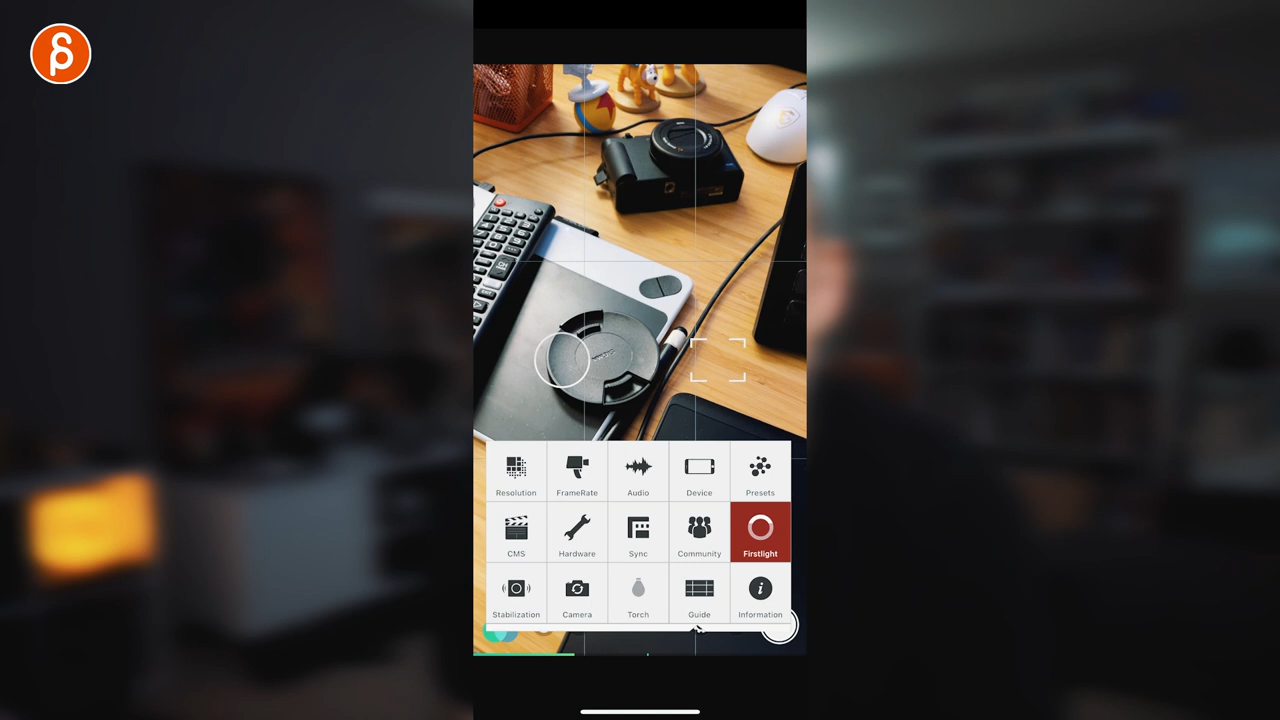 Resolution FrameRate Audio Device Presets
CMS Hardware Sync Community Firstlight
Stabilization Camera Torch Guide Information